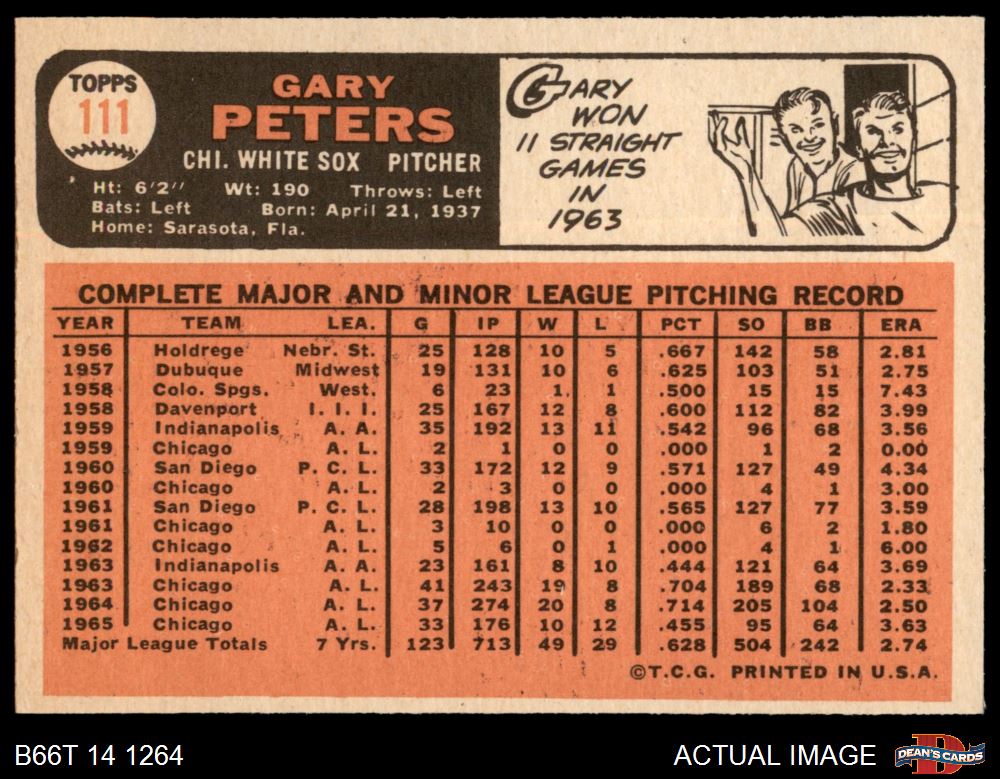 TOPPS
111
GARY
PETERS
CHI. WHITE SOX PITCHER
Ht: 6'2" Wt: 190 Throws: Left
Bats: Left Born: April 21, 1937
Home: Sarasota, Fla.
GARY
WON
11 STRAIGHT
GAMES
IN
1963
COMPLETE MAJOR AND MINOR LEAGUE PITCHING RECORD
YEAR TEAM LEA. G IP W L PCT SO BB ERA
1956 Holdrege Nebr. St. 25 128 10 5 .667 142 58 2.81
1957 Dubuque Midwest 19 131 10 6 .625 103 51 2.75
1958 Colo. Spgs. West. 6 23 1 1 .500 15 15 7.43
1958 Davenport I. I. I. 25 167 12 8 .600 112 82 3.99
1959 Indianapolis A. A. 35 192 13 11 .542 96 68 3.56
1959 Chicago A. L. 2 1 0 0 .000 1 2 0.00
1960 San Diego P. C. L. 33 172 12 9 .571 127 49 4.34
1960 Chicago A. L. 2 3 0 0 .000 4 1 3.00
1961 San Diego P. C. L. 28 198 13 10 .565 127 77 3.59
1961 Chicago A. L. 3 10 0 0 .000 6 2 1.80
1962 Chicago A. L. 5 6 0 1 .000 4 1 6.00
1963 Indianapolis A. A. 23 161 8 10 .444 121 64 3.69
1963 Chicago A. L. 41 243 19 8 .704 189 68 2.33
1964 Chicago A. L. 37 274 20 8 .714 205 104 2.50
1965 Chicago A. L. 33 176 10 12 .455 95 64 3.63
Major League Totals 7 Yrs. 123 713 49 29 .628 504 242 2.74
©T.C.G. PRINTED IN U.S.A.
B66T 14 1264
ACTUAL IMAGE
DEAN'S CARDS